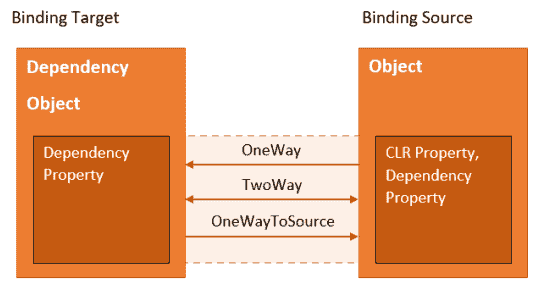 Binding Target
Binding Source
Dependency
Object
Object
Dependency
Property
OneWay
TwoWay
OneWayToSource
CLR Property,
Dependency
Property